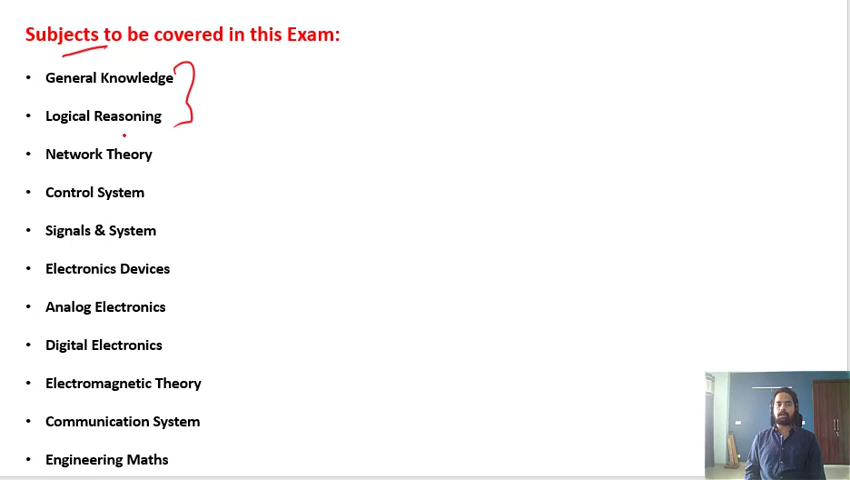 Subjects to be covered in this Exam:
• General Knowledge
• Logical Reasoning
• Network Theory
• Control System
• Signals & System
• Electronics Devices
• Analog Electronics
• Digital Electronics
• Electromagnetic Theory
• Communication System
• Engineering Maths